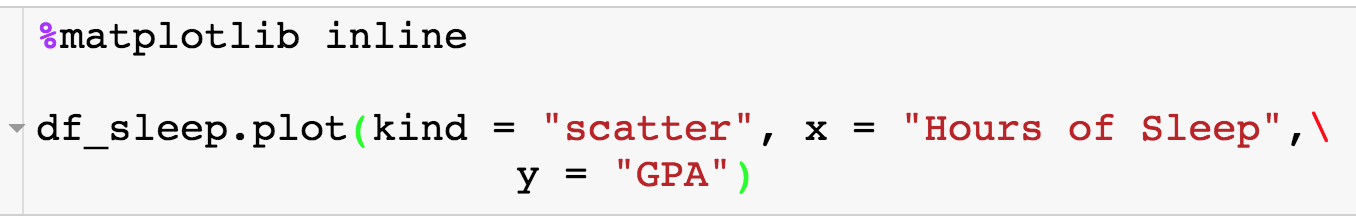 %matplotlib inline
df_sleep.plot(kind = "scatter", x = "Hours of Sleep",\
y = "GPA")